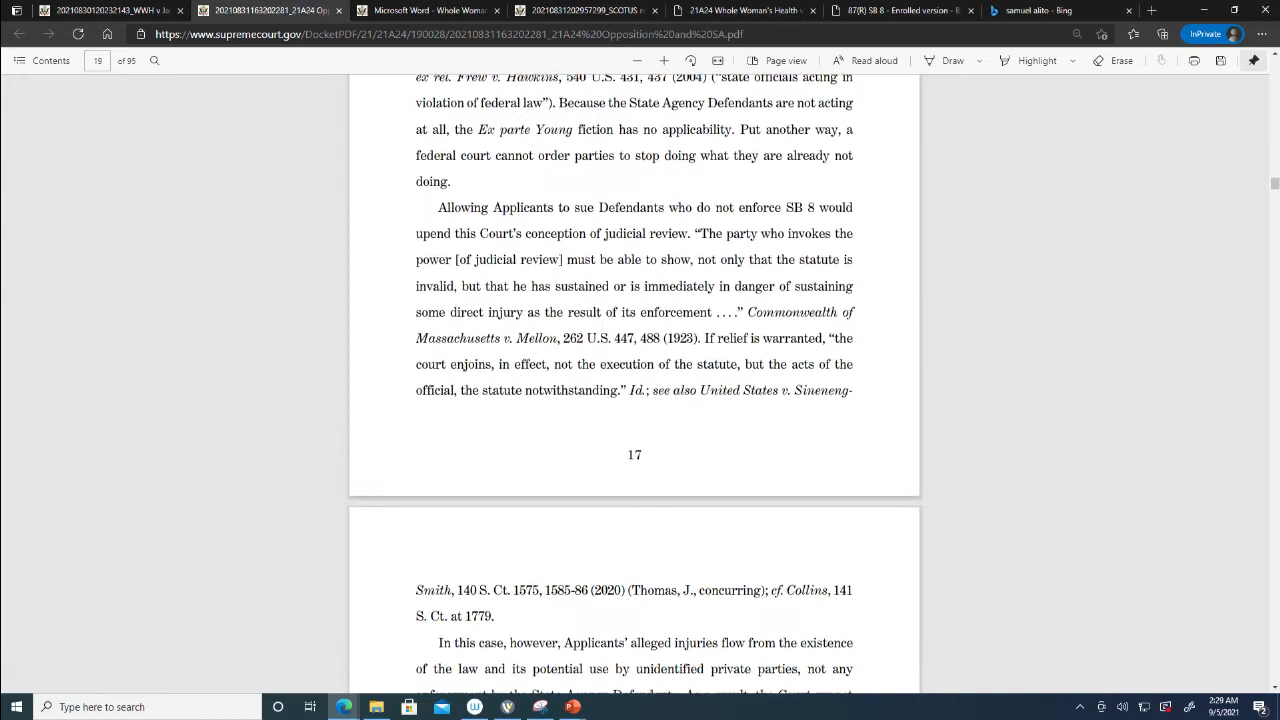 20210830120232143_WWH v Jac
20210831163202281_21A24 Opp
Microsoft Word - Whole Woma
20210831202957299_SCOTUS m
21A24 Whole Woman's Health v
87(R) SB 8 - Enrolled version - B
samuel alito - Bing
https://www.supremecourt.gov/DocketPDF/21/21A24/190028/20210831163202281_21A24%20Opposition%20and%20SA.pdf
InPrivate
Contents
19 of 95
Page view
Read aloud
Draw
Highlight
Erase
ex rel. Frew v. Hawkins, 540 U.S. 431, 437 (2004) ("state officials acting in
violation of federal law"). Because the State Agency Defendants are not acting
at all, the Ex parte Young fiction has no applicability. Put another way, a
federal court cannot order parties to stop doing what they are already not
doing.
Allowing Applicants to sue Defendants who do not enforce SB 8 would
upend this Court's conception of judicial review. “The party who invokes the
power [of judicial review] must be able to show, not only that the statute is
invalid, but that he has sustained or is immediately in danger of sustaining
some direct injury as the result of its enforcement . . . .” Commonwealth of
Massachusetts v. Mellon, 262 U.S. 447, 488 (1923). If relief is warranted, “the
court enjoins, in effect, not the execution of the statute, but the acts of the
official, the statute notwithstanding.” Id.; see also United States v. Sineneng-
17
Smith, 140 S. Ct. 1575, 1585-86 (2020) (Thomas, J., concurring); cf. Collins, 141
S. Ct. at 1779.
In this case, however, Applicants' alleged injuries flow from the existence
of the law and its potential use by unidentified private parties, not any
Type here to search
2:29 AM
9/5/2021